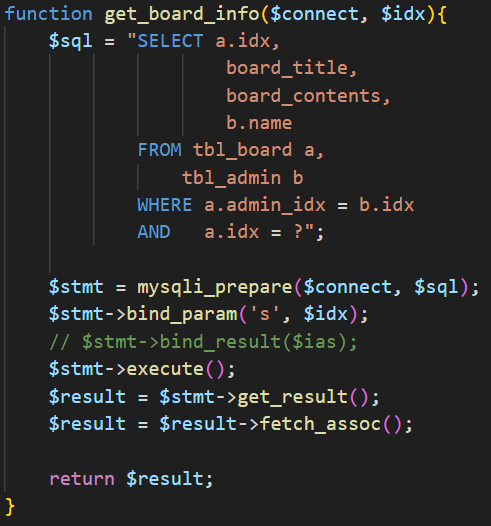 function get_board_info($connect, $idx){
    $sql = "SELECT a.idx,
                    board_title,
                    board_contents,
                    b.name
            FROM tbl_board a,
                tbl_admin b
            WHERE a.admin_idx = b.idx
            AND   a.idx = ?";

    $stmt = mysqli_prepare($connect, $sql);
    $stmt->bind_param('s', $idx);
    // $stmt->bind_result($ias);
    $stmt->execute();
    $result = $stmt->get_result();
    $result = $result->fetch_assoc();

    return $result;
}